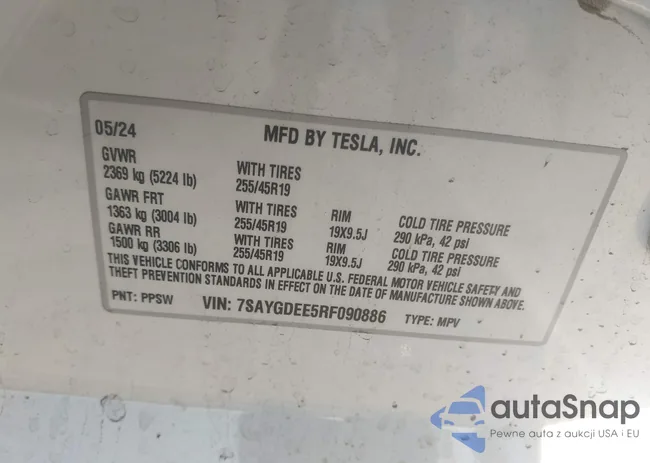 05/24 MFD BY TESLA, INC.
GVWR
2369 kg (5224 lb) WITH TIRES 255/45R19
GAWR FRT
1363 kg (3004 lb) WITH TIRES 255/45R19 RIM 19X9.5J COLD TIRE PRESSURE 290 kPa, 42 psi
GAWR RR
1500 kg (3306 lb) WITH TIRES 255/45R19 RIM 19X9.5J COLD TIRE PRESSURE 290 kPa, 42 psi
THIS VEHICLE CONFORMS TO ALL APPLICABLE U.S. FEDERAL MOTOR VEHICLE SAFETY AND
THEFT PREVENTION STANDARDS IN EFFECT ON THE DATE OF MANUFACTURE SHOWN ABOVE.
PNT: PPSW VIN: 7SAYGDEE5RF090886 TYPE: MPV
autaSnap
Pewne auta z aukcji USA i EU